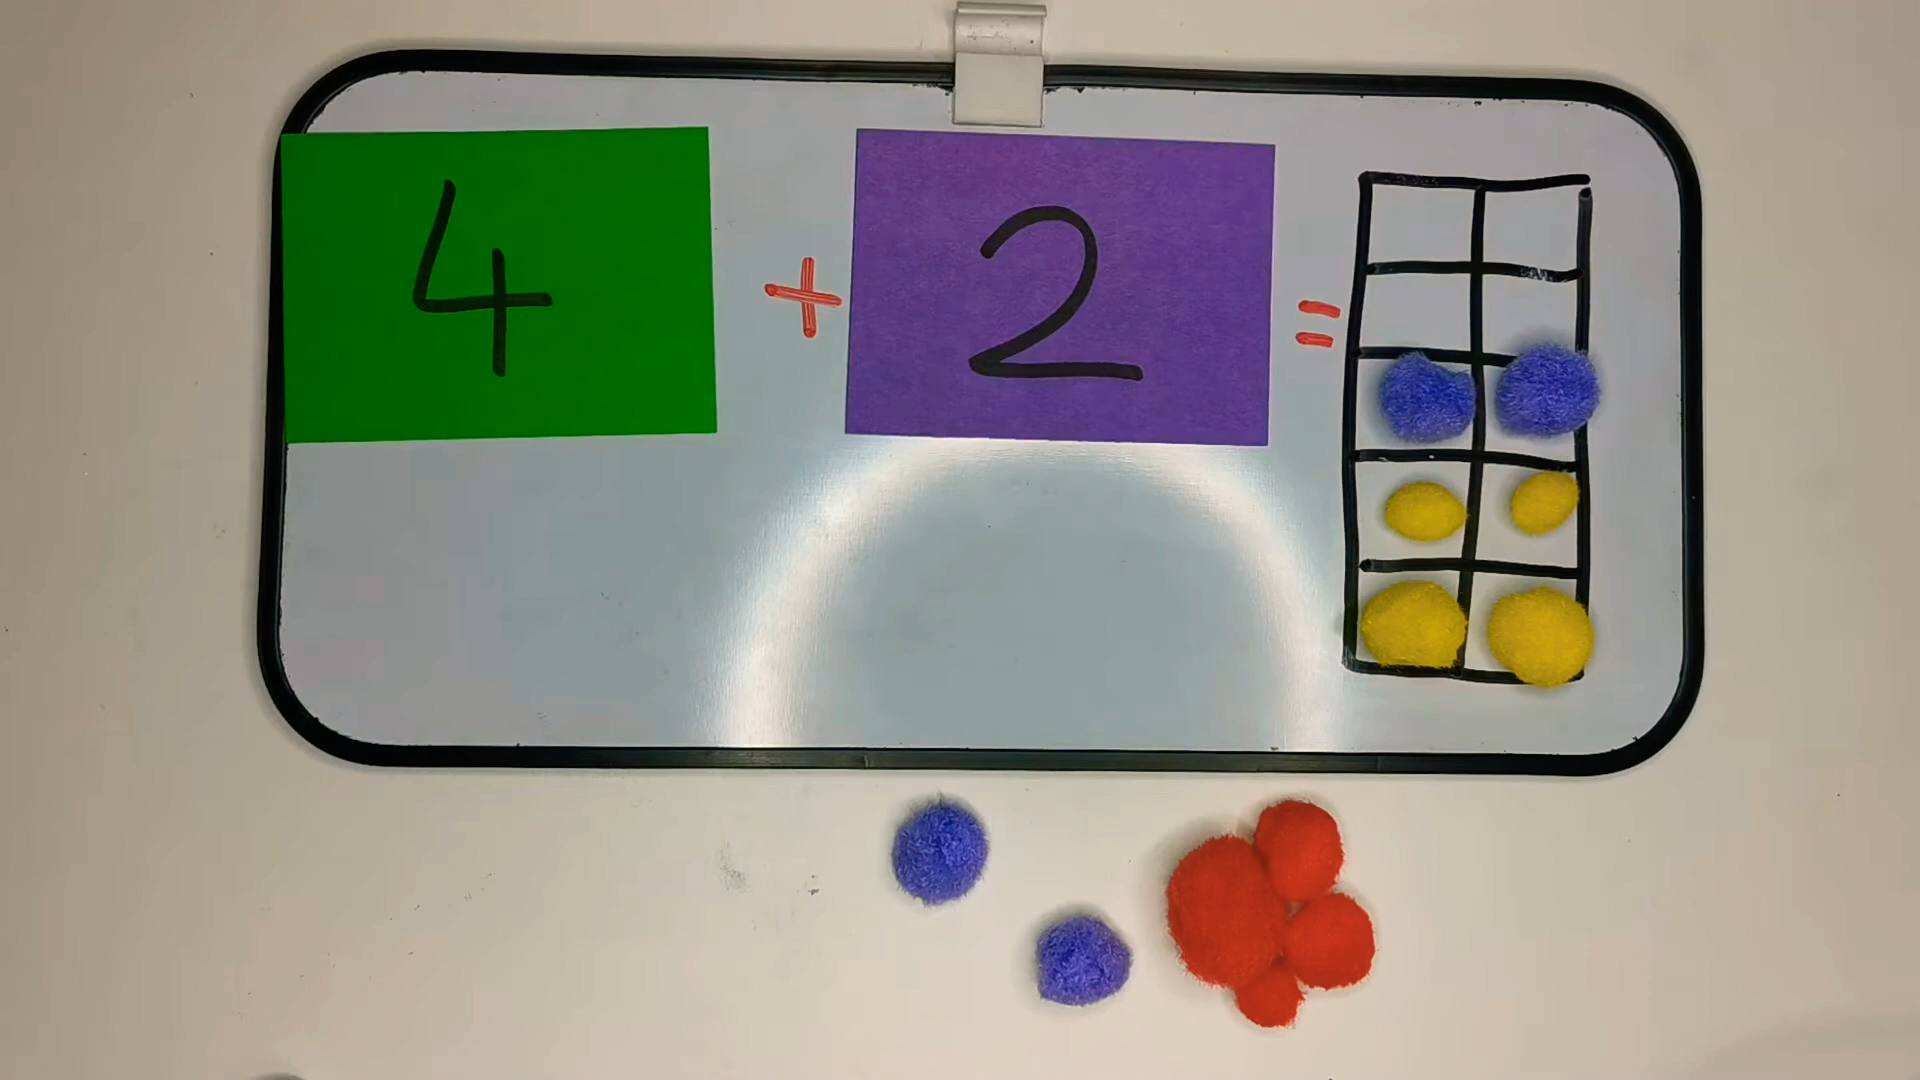 4 + 2 =